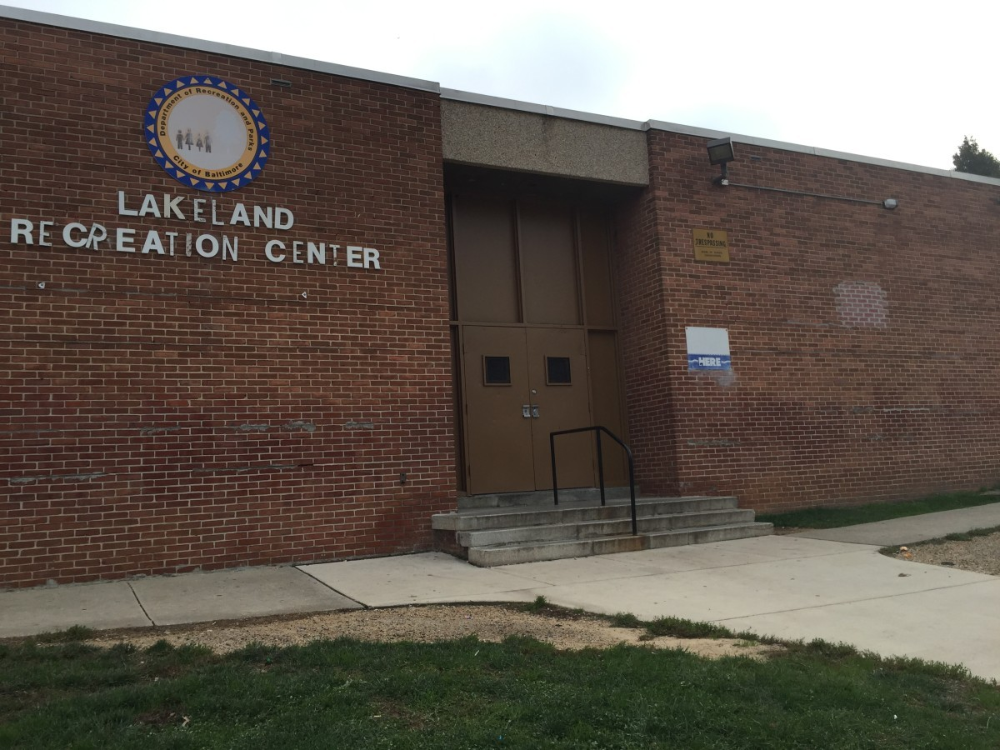 Department of Recreation and Parks
City of Baltimore
LAKELAND
RECREATION CENTER
NO
TRESPASSING
HERE